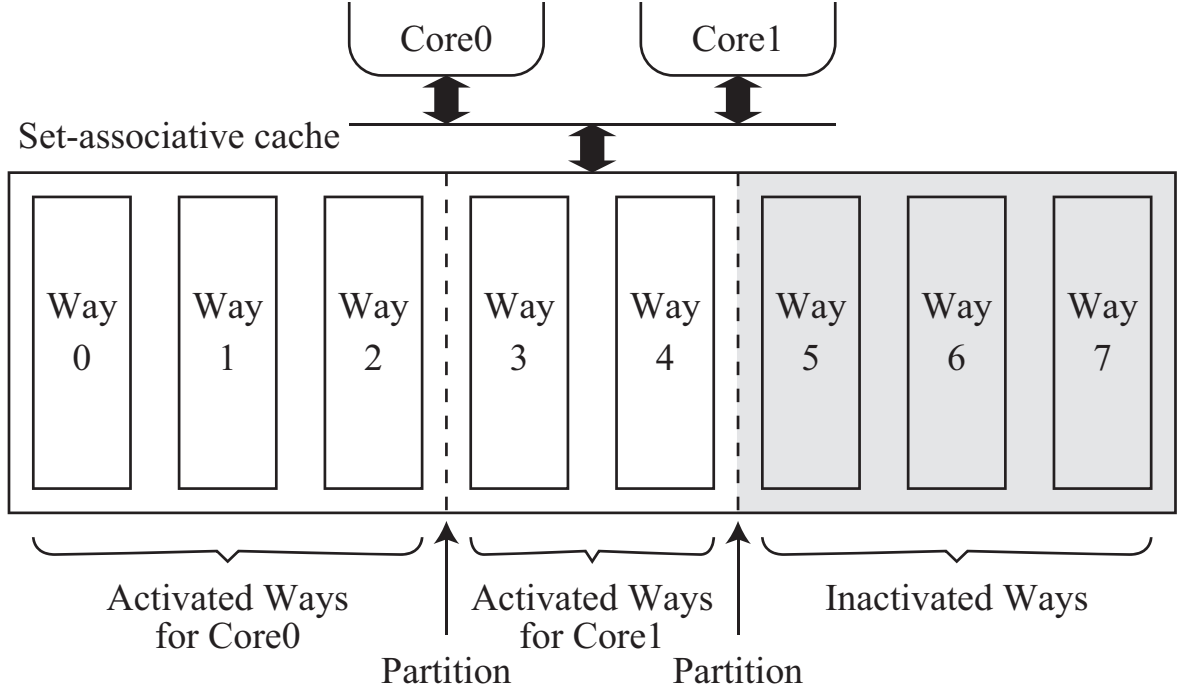 Core0
Core1
Set-associative cache
Way
0
Way
1
Way
2
Way
3
Way
4
Way
5
Way
6
Way
7
Activated Ways
for Core0
Activated Ways
for Core1
Inactivated Ways
Partition
Partition